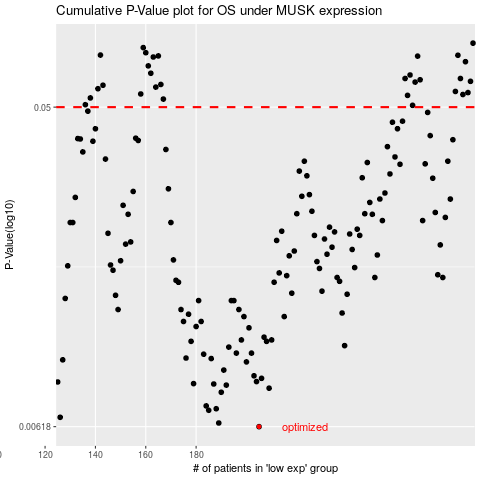 Cumulative P-Value plot for OS under MUSK expression
0.05
P-Value(log10)
optimized
0.00618
0 120 140 160 180
# of patients in 'low exp' group